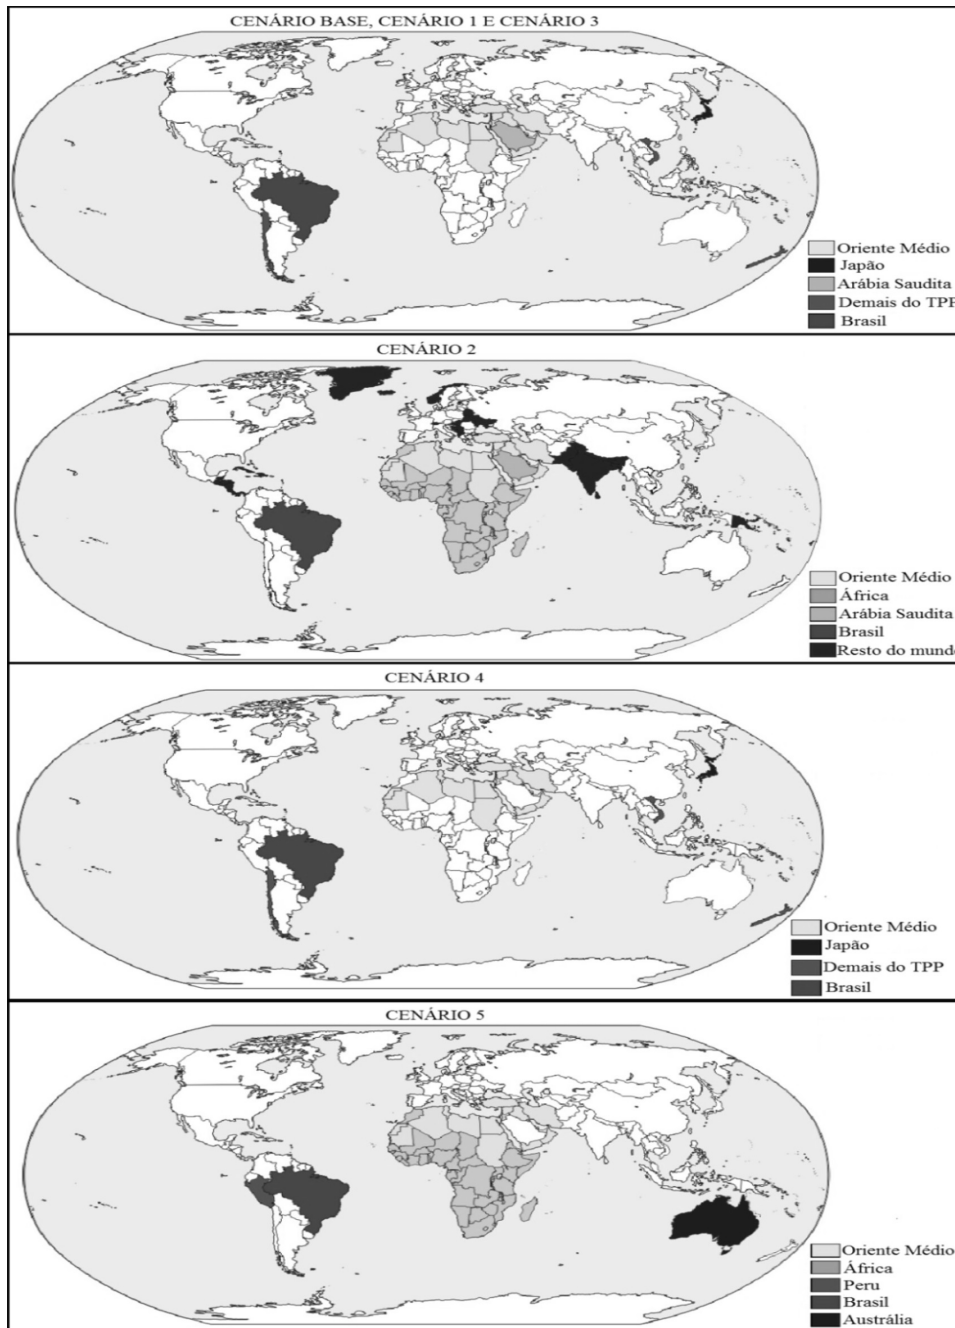 CENÁRIO BASE, CENÁRIO 1 E CENÁRIO 3
Oriente Médio
Japão
Arábia Saudita
Demais do TPP
Brasil
CENÁRIO 2
Oriente Médio
África
Arábia Saudita
Brasil
Resto do mundo
CENÁRIO 4
Oriente Médio
Japão
Demais do TPP
Brasil
CENÁRIO 5
Oriente Médio
África
Peru
Brasil
Austrália